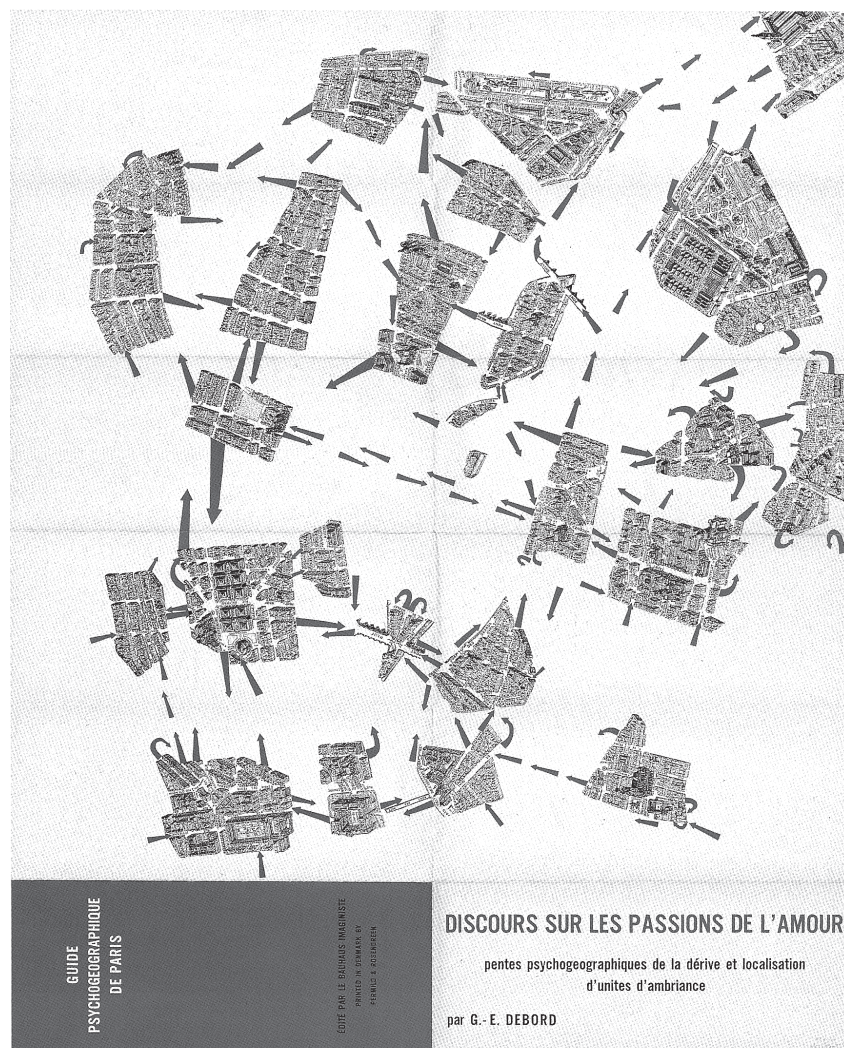 GUIDE
PSYCHOGEOGRAPHIQUE
DE PARIS
ÉDITÉ PAR LE BAUHAUS IMAGINISTE
PRINTED IN DENMARK BY
PERMILD & ROSENGREEN
DISCOURS SUR LES PASSIONS DE L'AMOUR
pentes psychogeographiques de la dérive et localisation
d'unites d'ambriance
par G.-E. DEBORD